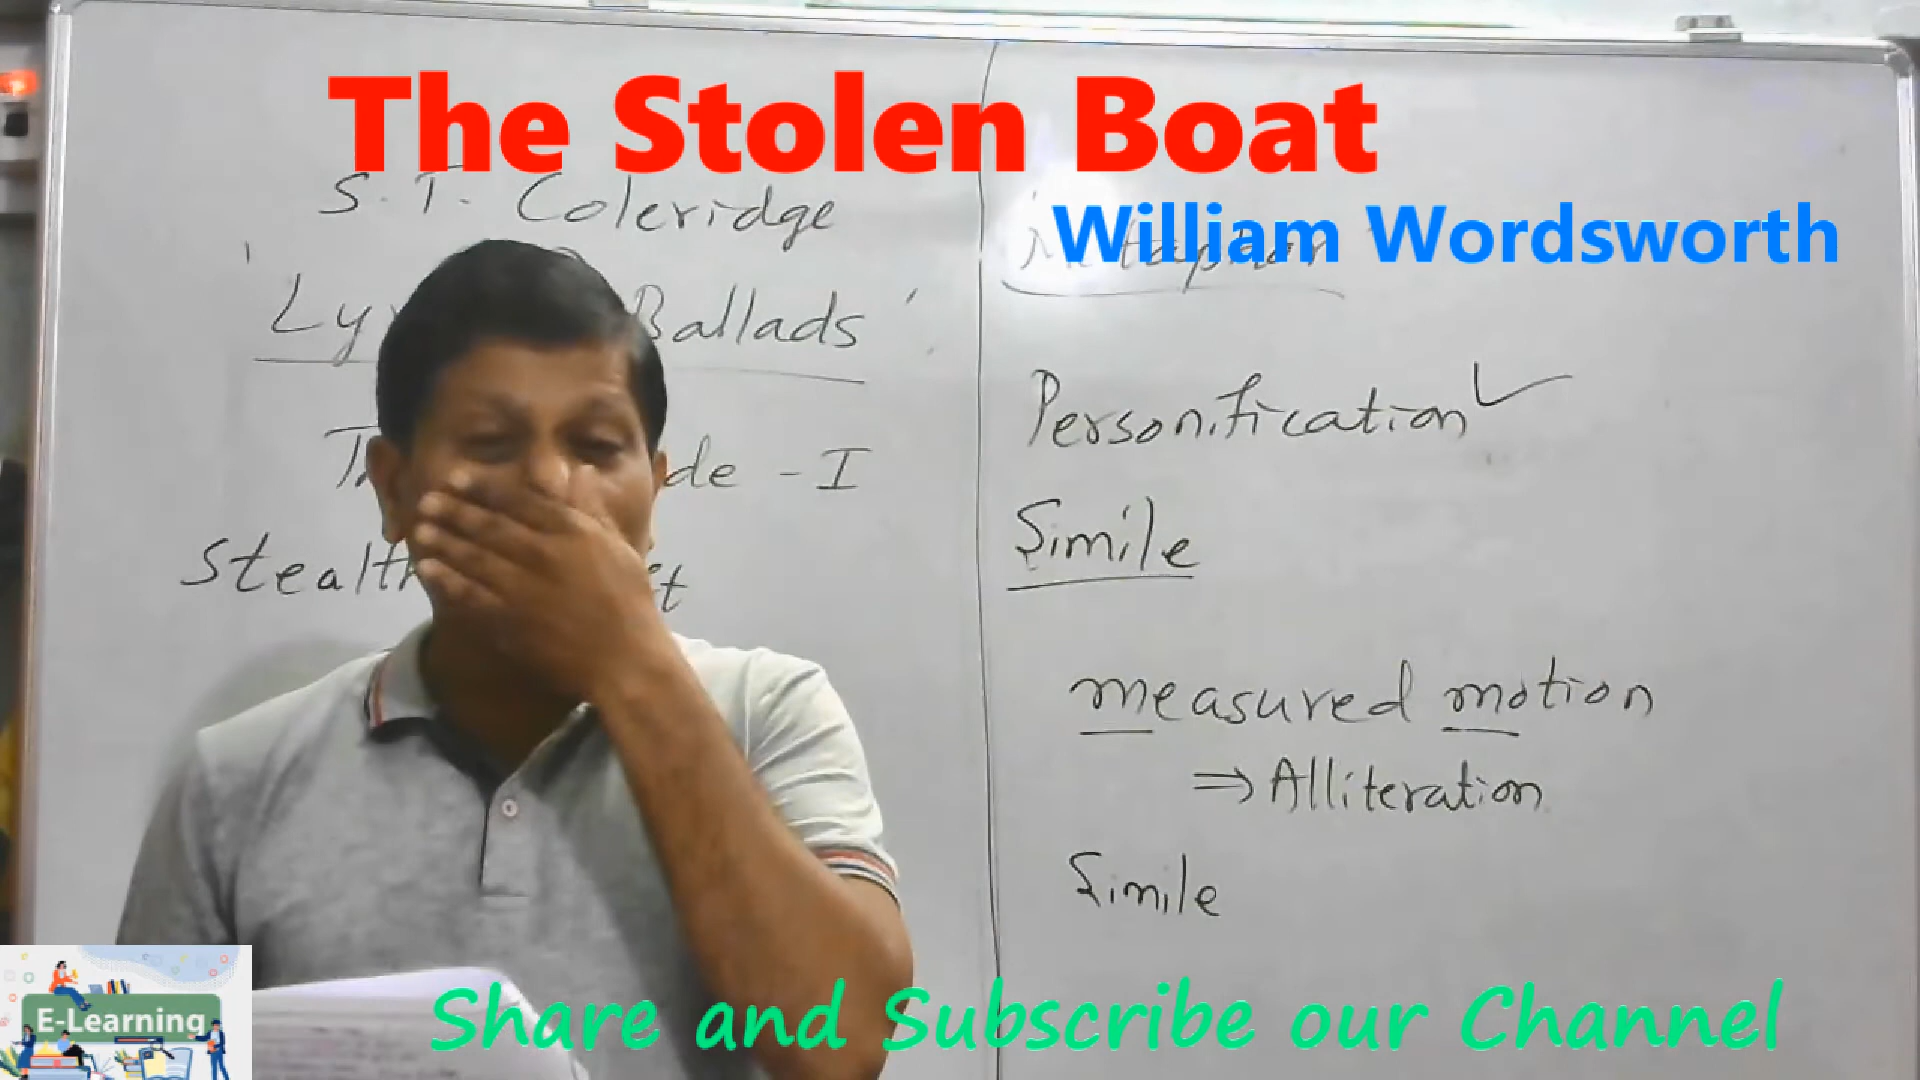 The Stolen Boat
William Wordsworth
S. T. Coleridge
Ballads
- I
Personification
Simile
measured motion
⇒ Alliteration
Simile
E-Learning
Share and Subscribe our Channel